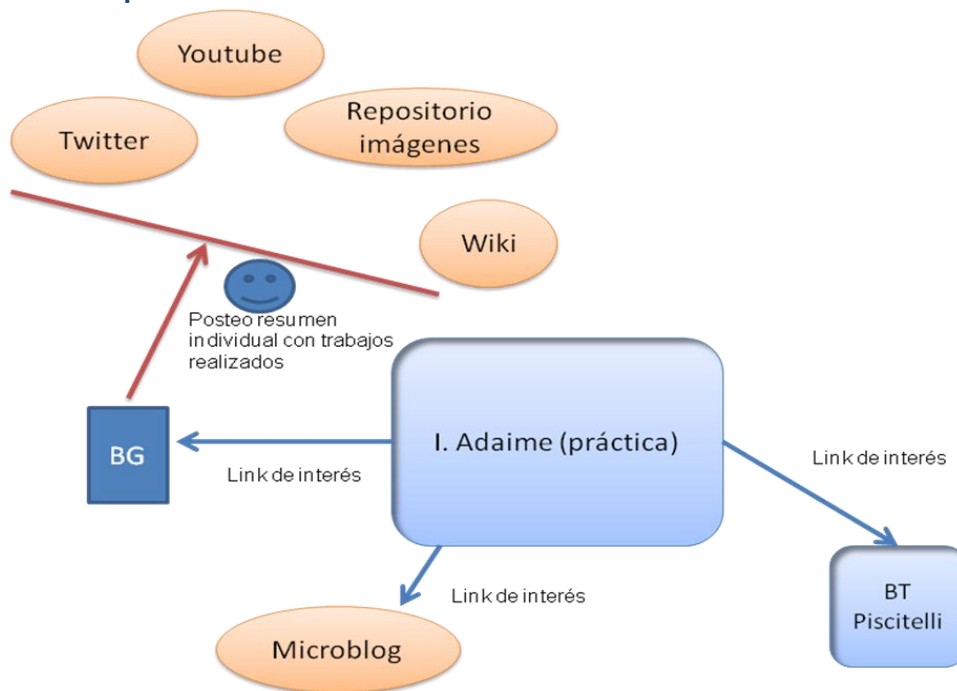 Youtube
Twitter
Repositorio
imágenes
Wiki
Posteo resumen
individual con trabajos
realizados
I. Adaime (práctica)
BG
Link de interés
Link de interés
Link de interés
BT
Piscitelli
Microblog